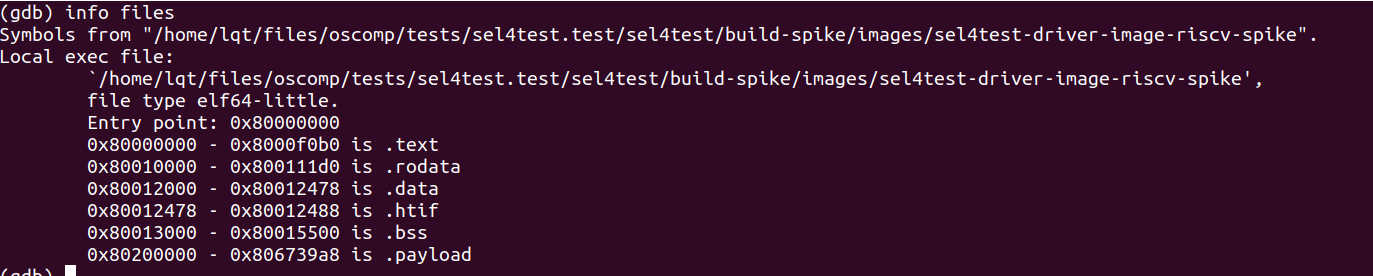 (gdb) info files
Symbols from "/home/lqt/files/oscomp/tests/sel4test.test/sel4test/build-spike/images/sel4test-driver-image-riscv-spike".
Local exec file:
`/home/lqt/files/oscomp/tests/sel4test.test/sel4test/build-spike/images/sel4test-driver-image-riscv-spike',
file type elf64-little.
Entry point: 0x80000000
0x80000000 - 0x8000f0b0 is .text
0x80010000 - 0x800111d0 is .rodata
0x80012000 - 0x80012478 is .data
0x80012478 - 0x80012488 is .htif
0x80013000 - 0x80015500 is .bss
0x80200000 - 0x806739a8 is .payload
(gdb)